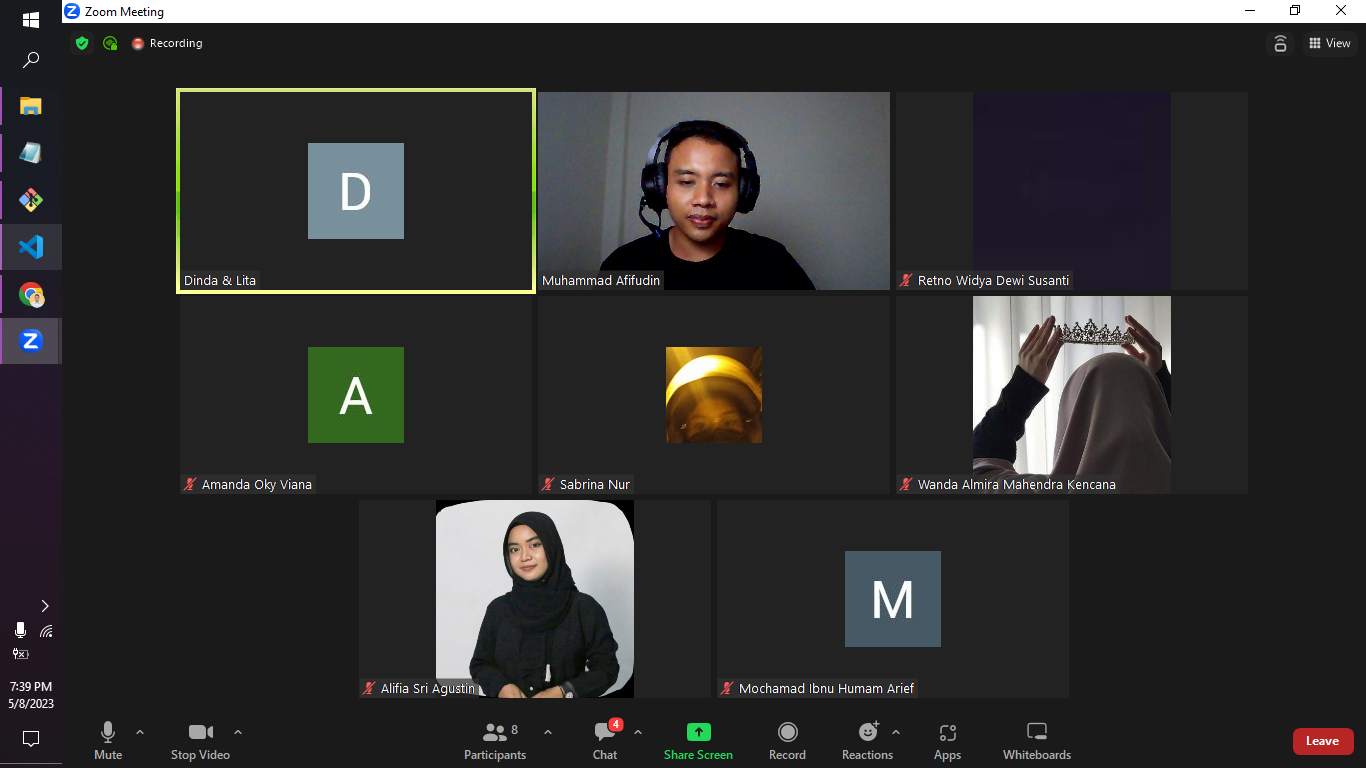 Zoom Meeting
Recording
View
D
Dinda & Lita
Muhammad Afifudin
Retno Widya Dewi Susanti
A
Amanda Oky Viana
Sabrina Nur
Wanda Almira Mahendra Kencana
Alifia Sri Agustin
M
Mochamad Ibnu Humam Arief
7:39 PM
5/8/2023
Mute
Stop Video
8
Participants
4
Chat
Share Screen
Record
Reactions
Apps
Whiteboards
Leave